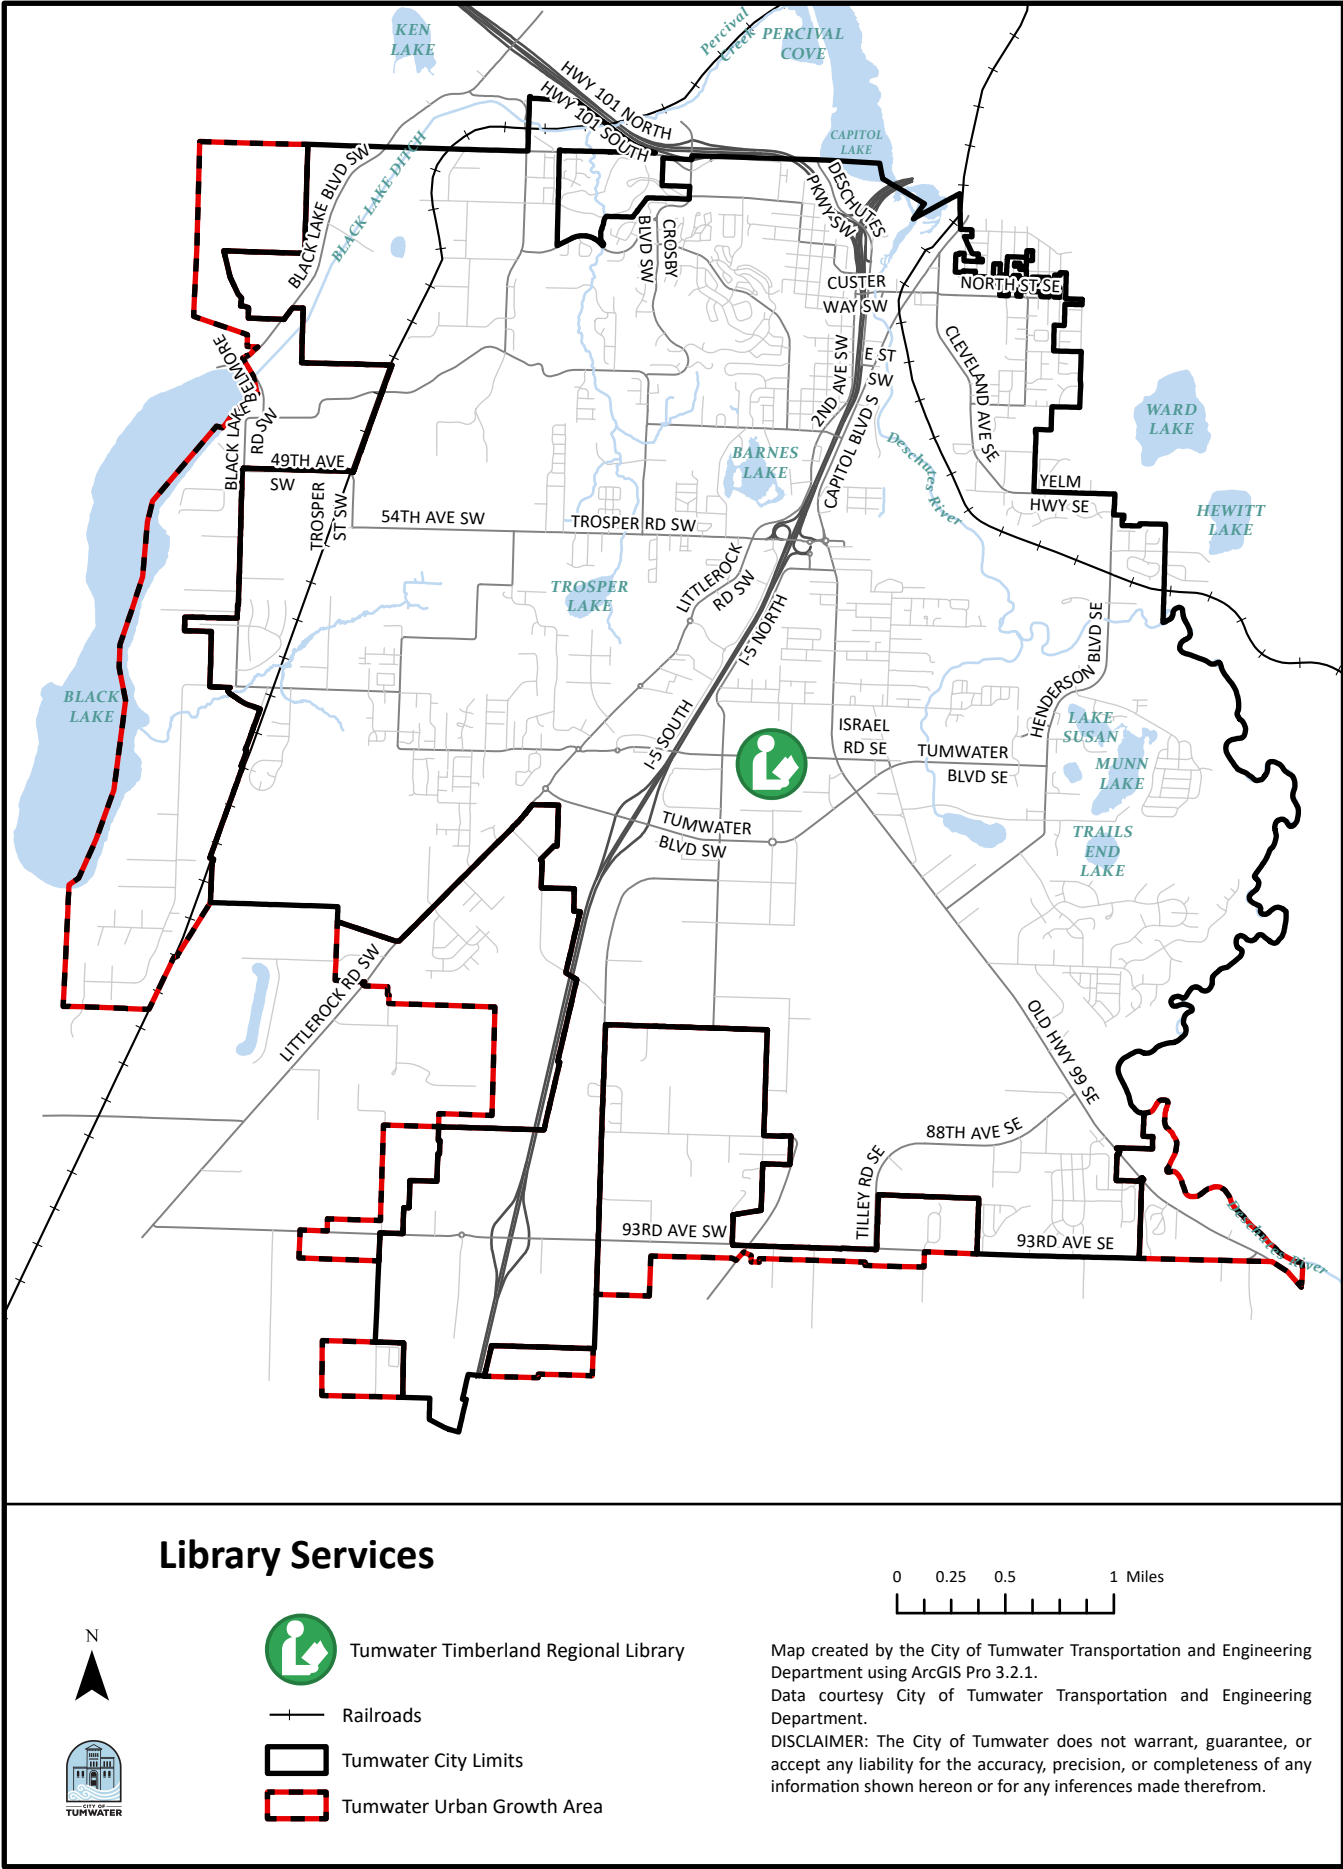 KEN
LAKE
Percival
Creek
PERCIVAL
COVE
HWY 101 NORTH
HWY 101 SOUTH
CAPITOL
LAKE
BLACK LAKE BLVD SW
BLACK LAKE DITCH
DESCHUTES
PKWY SW
CROSBY
BLVD SW
CUSTER
WAY SW
NORTH ST SE
E ST
SW
2ND AVE SW
CLEVELAND AVE SE
BLACK LAKE BELMORE
RD SW
WARD
LAKE
BARNES
LAKE
CAPITOL BLVD S
Deschutes River
49TH AVE
SW
YELM
HWY SE
TROSPER
ST SW
54TH AVE SW
TROSPER RD SW
HEWITT
LAKE
LITTLEROCK
RD SW
TROSPER
LAKE
I-5 NORTH
HENDERSON BLVD SE
BLACK
LAKE
I-5 SOUTH
ISRAEL
RD SE
TUMWATER
BLVD SE
LAKE
SUSAN
MUNN
LAKE
TUMWATER
BLVD SW
TRAILS
END
LAKE
LITTLEROCK RD SW
OLD HWY 99 SE
88TH AVE SE
TILLEY RD SE
93RD AVE SW
93RD AVE SE
Deschutes River
Library Services
0 0.25 0.5 1 Miles
N
Tumwater Timberland Regional Library
Railroads
Tumwater City Limits
Tumwater Urban Growth Area
CITY OF
TUMWATER
Map created by the City of Tumwater Transportation and Engineering
Department using ArcGIS Pro 3.2.1.
Data courtesy City of Tumwater Transportation and Engineering
Department.
DISCLAIMER: The City of Tumwater does not warrant, guarantee, or
accept any liability for the accuracy, precision, or completeness of any
information shown hereon or for any inferences made therefrom.